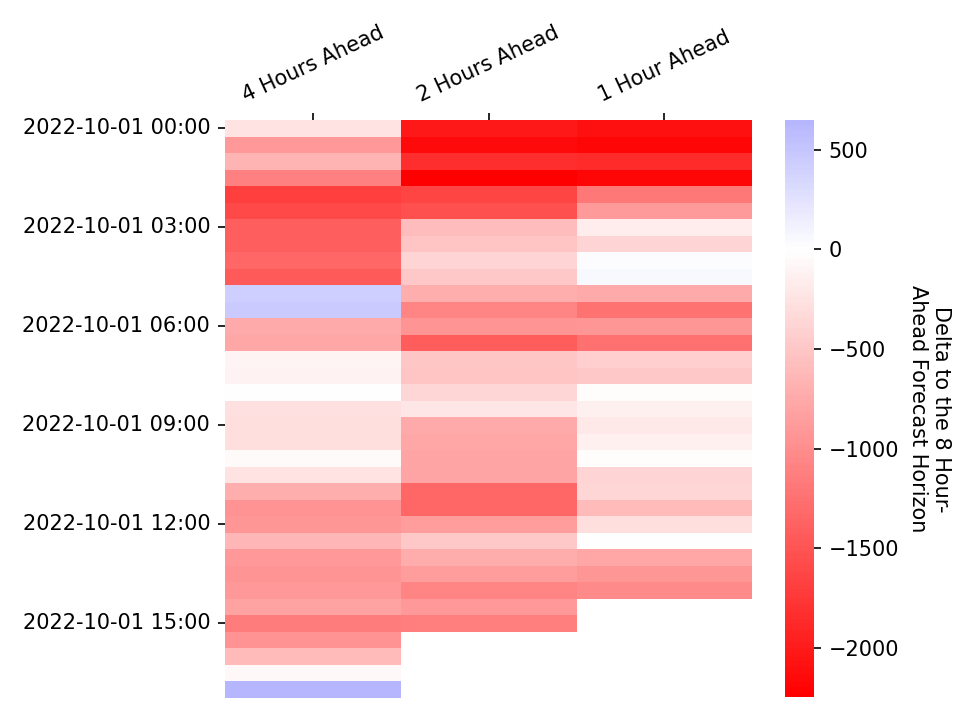 4 Hours Ahead
2 Hours Ahead
1 Hour Ahead
2022-10-01 00:00
2022-10-01 03:00
2022-10-01 06:00
2022-10-01 09:00
2022-10-01 12:00
2022-10-01 15:00
500
0
−500
−1000
−1500
−2000
Delta to the 8 Hour-
Ahead Forecast Horizon